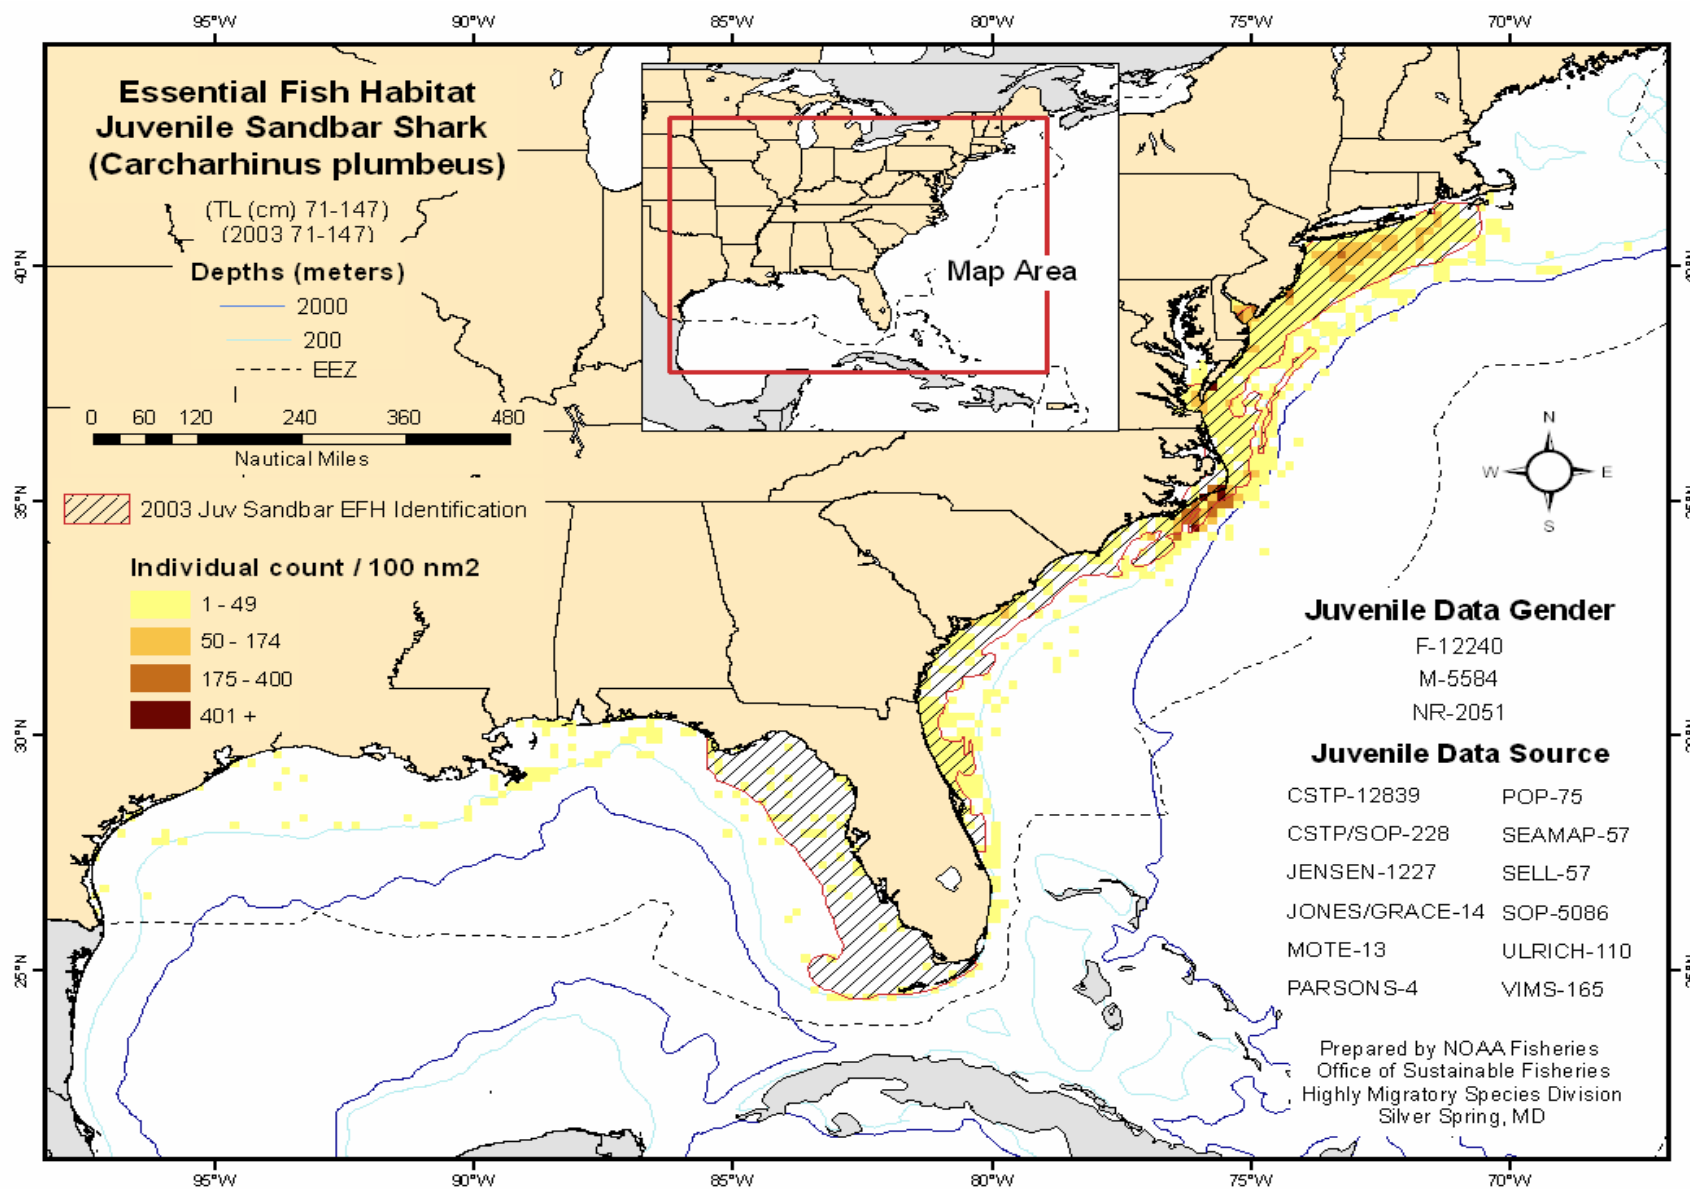 95°W 90°W 85°W 80°W 75°W 70°W
Essential Fish Habitat
Juvenile Sandbar Shark
(Carcharhinus plumbeus)
(TL (cm) 71-147)
(2003 71-147)
Depths (meters)
2000
200
EEZ
0 60 120 240 360 480
Nautical Miles
2003 Juv Sandbar EFH Identification
Individual count / 100 nm2
1 - 49
50 - 174
175 - 400
401 +
Map Area
N
W E
S
Juvenile Data Gender
F-12240
M-5584
NR-2051
Juvenile Data Source
CSTP-12839 POP-75
CSTP/SOP-228 SEAMAP-57
JENSEN-1227 SELL-57
JONES/GRACE-14 SOP-5086
MOTE-13 ULRICH-110
PARSONS-4 VIMS-165
Prepared by NOAA Fisheries
Office of Sustainable Fisheries
Highly Migratory Species Division
Silver Spring, MD
40°N
35°N
30°N
25°N
95°W 90°W 85°W 80°W 75°W 70°W